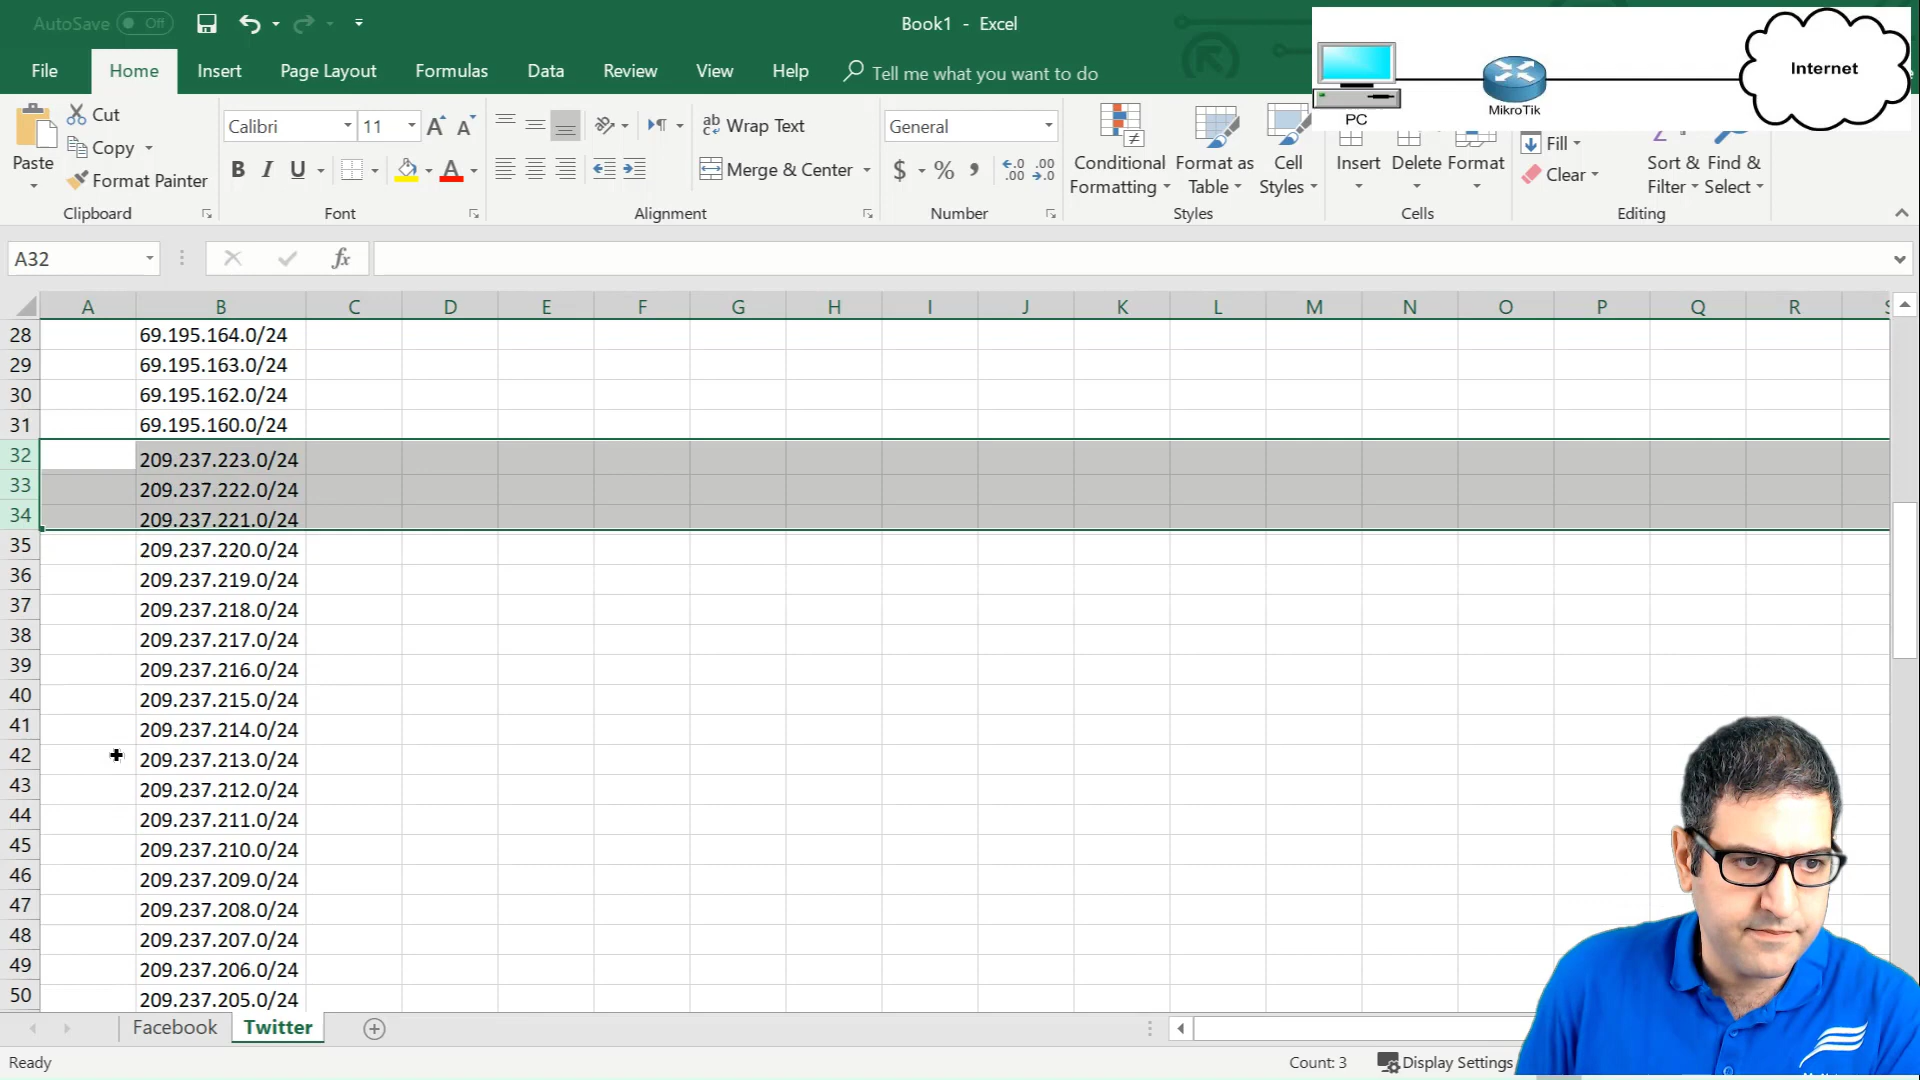 AutoSave Off
Book1 - Excel
File Home Insert Page Layout Formulas Data Review View Help Tell me what you want to do
PC
MikroTik
Internet
Paste
Cut
Copy
Format Painter
Clipboard
Calibri 11
B I U
Font
Wrap Text
Merge & Center
Alignment
General
$ % ,
Number
Conditional Formatting
Format as Table
Cell Styles
Styles
Insert
Delete
Format
Cells
Fill
Clear
Sort & Filter
Find & Select
Editing
A32 fx
A B C D E F G H I J K L M N O P Q R
28 69.195.164.0/24
29 69.195.163.0/24
30 69.195.162.0/24
31 69.195.160.0/24
32 209.237.223.0/24
33 209.237.222.0/24
34 209.237.221.0/24
35 209.237.220.0/24
36 209.237.219.0/24
37 209.237.218.0/24
38 209.237.217.0/24
39 209.237.216.0/24
40 209.237.215.0/24
41 209.237.214.0/24
42 209.237.213.0/24
43 209.237.212.0/24
44 209.237.211.0/24
45 209.237.210.0/24
46 209.237.209.0/24
47 209.237.208.0/24
48 209.237.207.0/24
49 209.237.206.0/24
50 209.237.205.0/24
Facebook Twitter
Ready
Count: 3
Display Settings